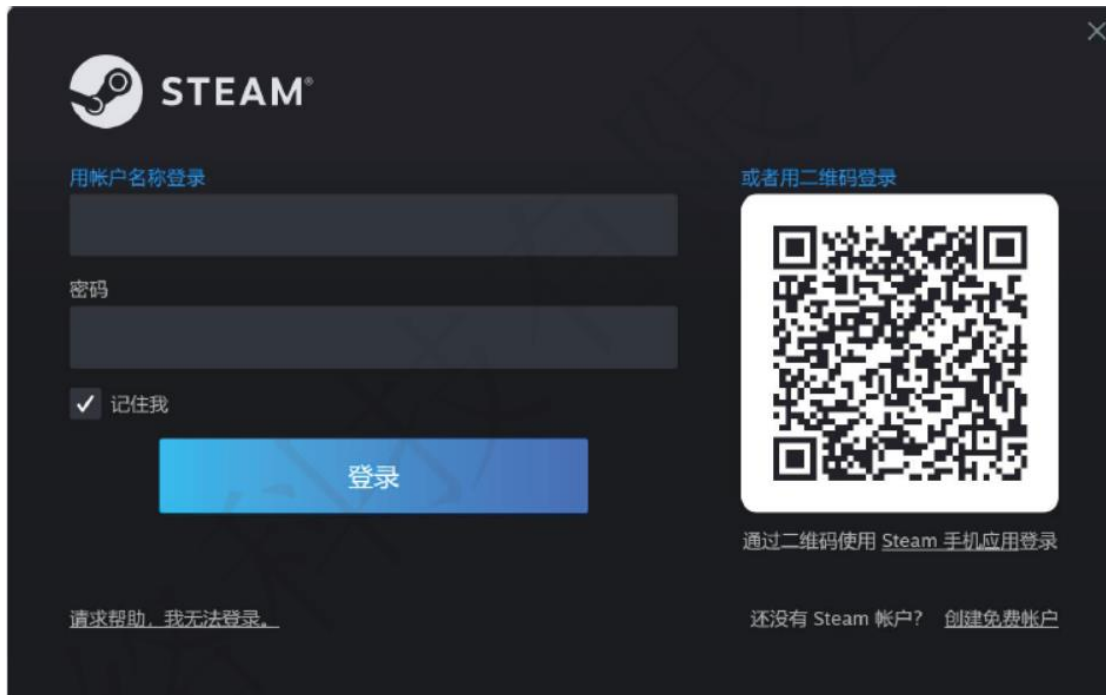 STEAM®
用帐户名称登录
密码
记住我
登录
请求帮助，我无法登录。
或者用二维码登录
通过二维码使用 Steam 手机应用登录
还没有 Steam 帐户？ 创建免费帐户